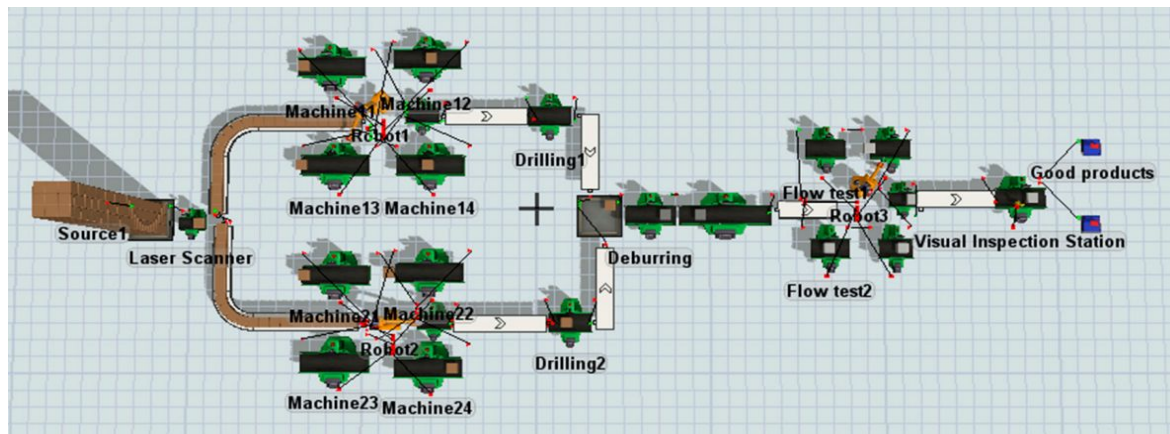 Machine11
Machine12
Robot1
Drilling1
Machine13
Machine14
Source1
Laser Scanner
Machine21
Machine22
Robot2
Drilling2
Machine23
Machine24
Deburring
Flow test1
Robot3
Flow test2
Good products
Visual Inspection Station